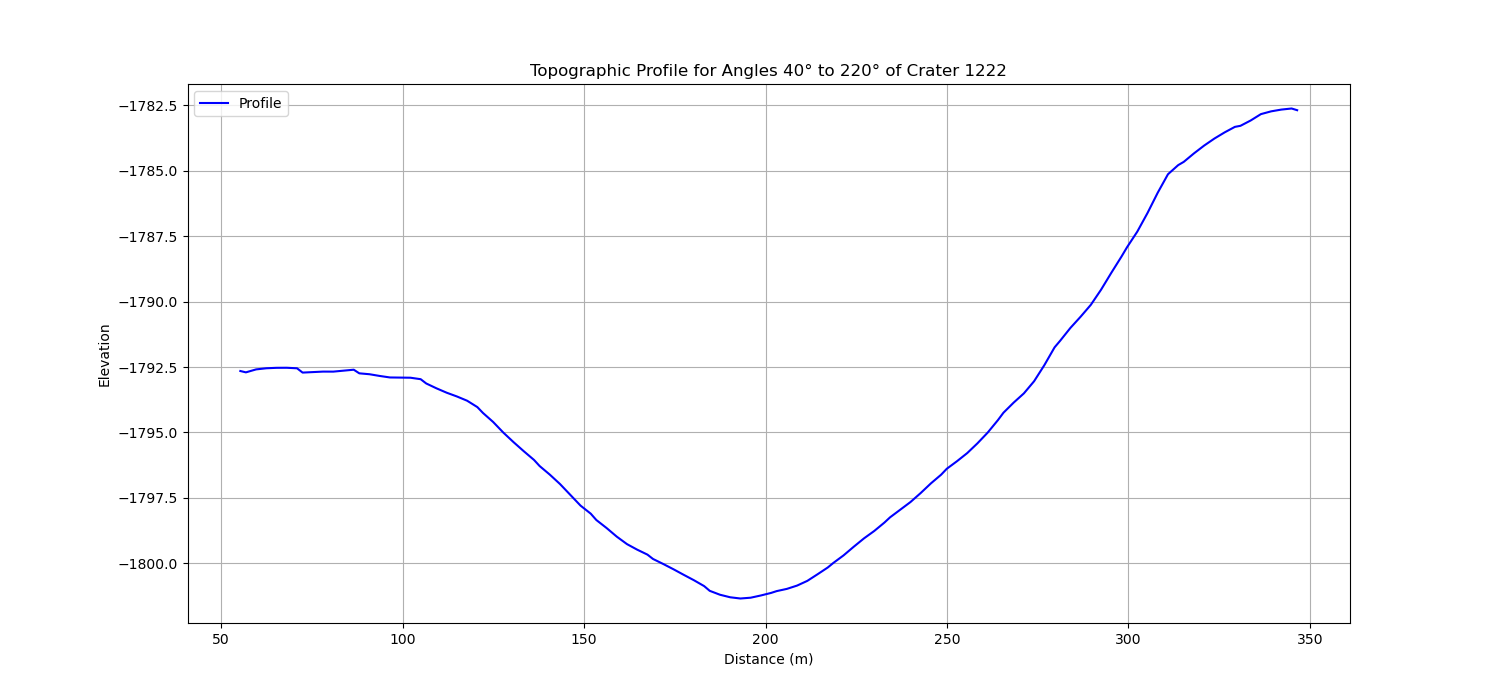 Topographic Profile for Angles 40° to 220° of Crater 1222
Profile
−1782.5
−1785.0
−1787.5
−1790.0
−1792.5
−1795.0
−1797.5
−1800.0
Elevation
50 100 150 200 250 300 350
Distance (m)